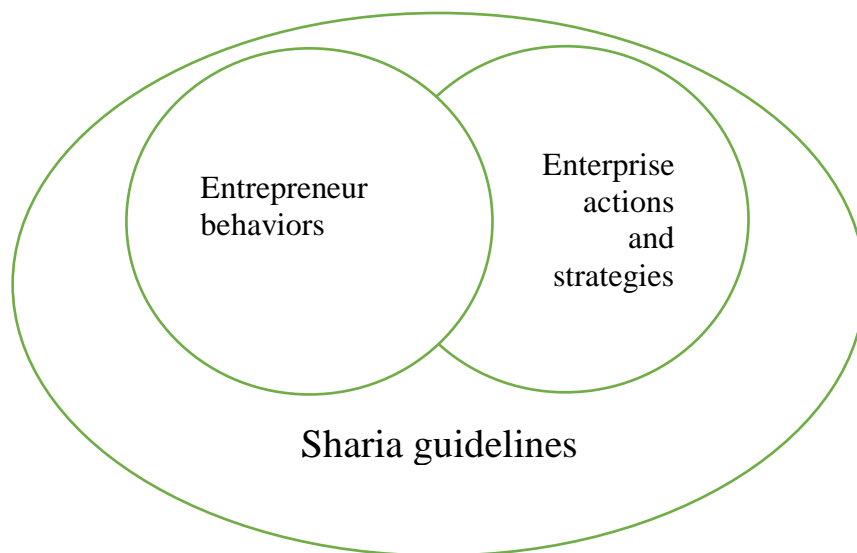 Entrepreneur
behaviors
Enterprise
actions
and
strategies
Sharia guidelines